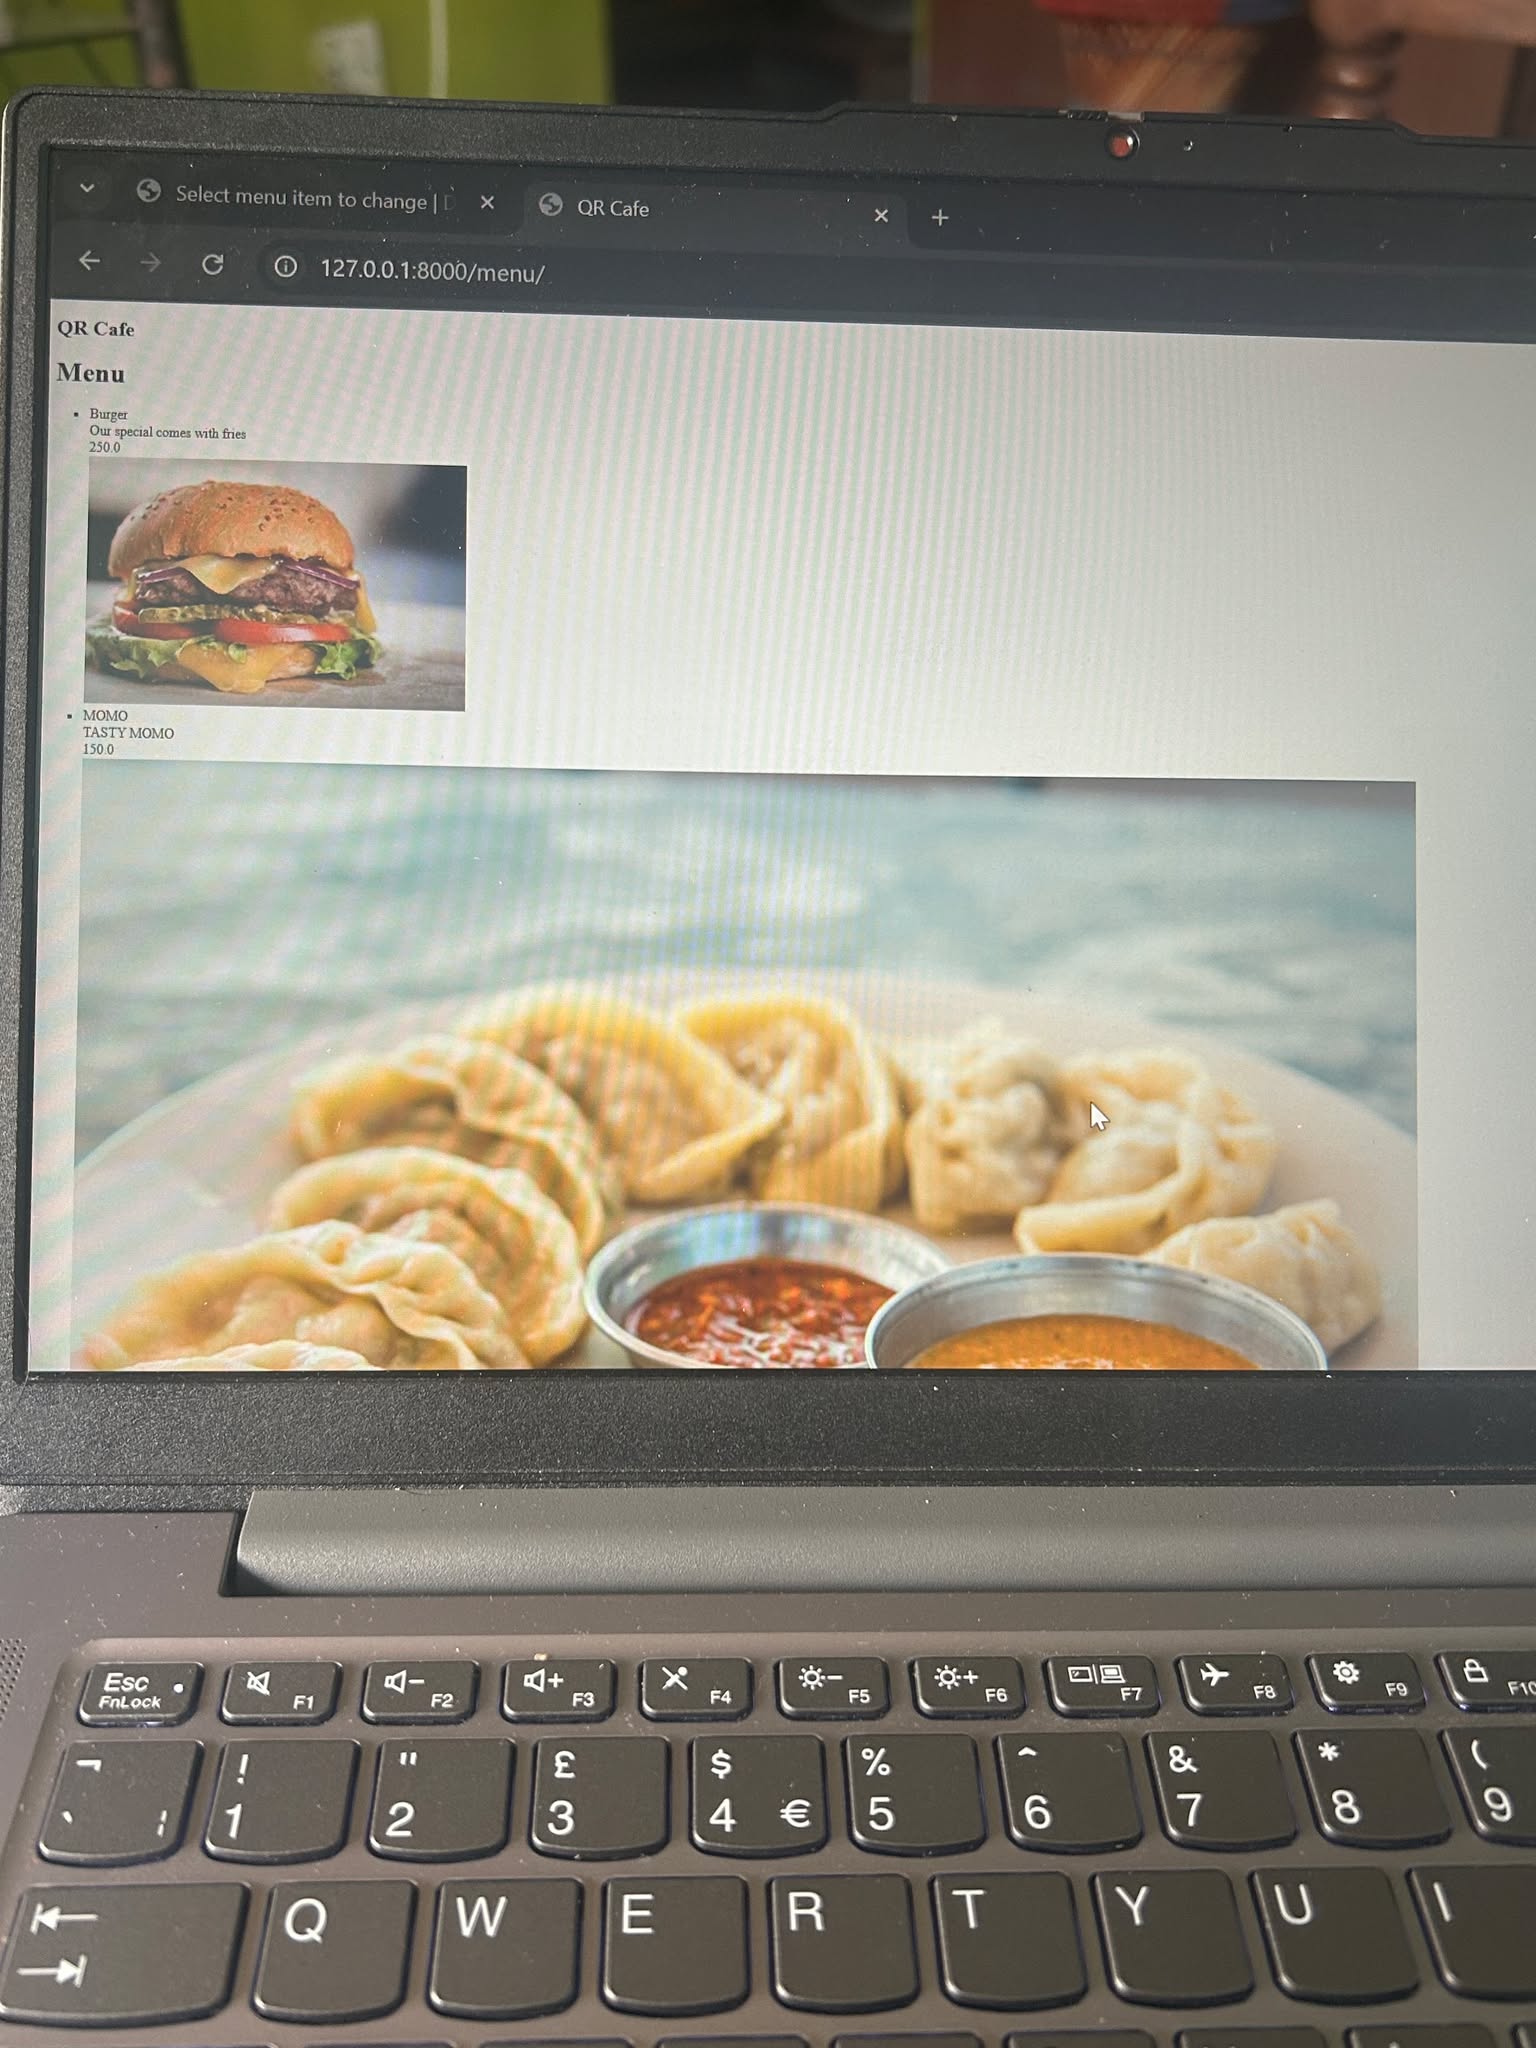 Select menu item to change |
QR Cafe
127.0.0.1:8000/menu/
QR Cafe
Menu
Burger
Our special comes with fries
250.0
MOMO
TASTY MOMO
150.0
Esc
FnLock
F1
F2
F3
F4
F5
F6
F7
F8
F9
F10
¬ ` ¦
! 1
" 2
£ 3
$ 4 €
% 5
^ 6
& 7
* 8
( 9
Q W E R T Y U I